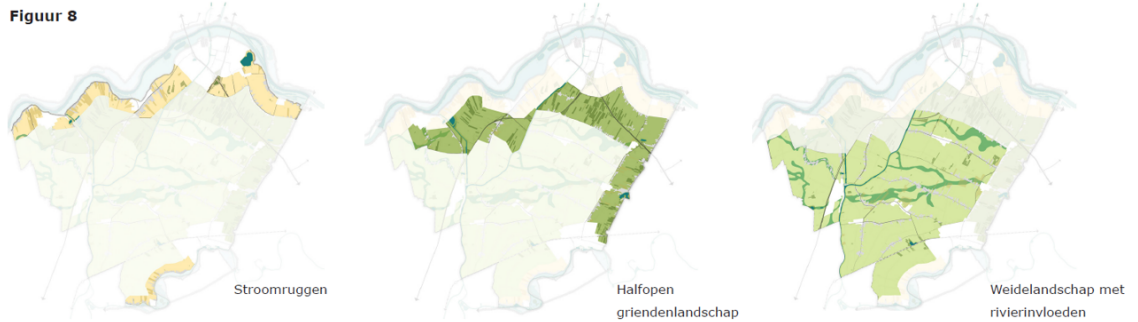 Figuur 8
Stroomruggen
Halfopen
griendenlandschap
Weidelandschap met
rivierinvloeden